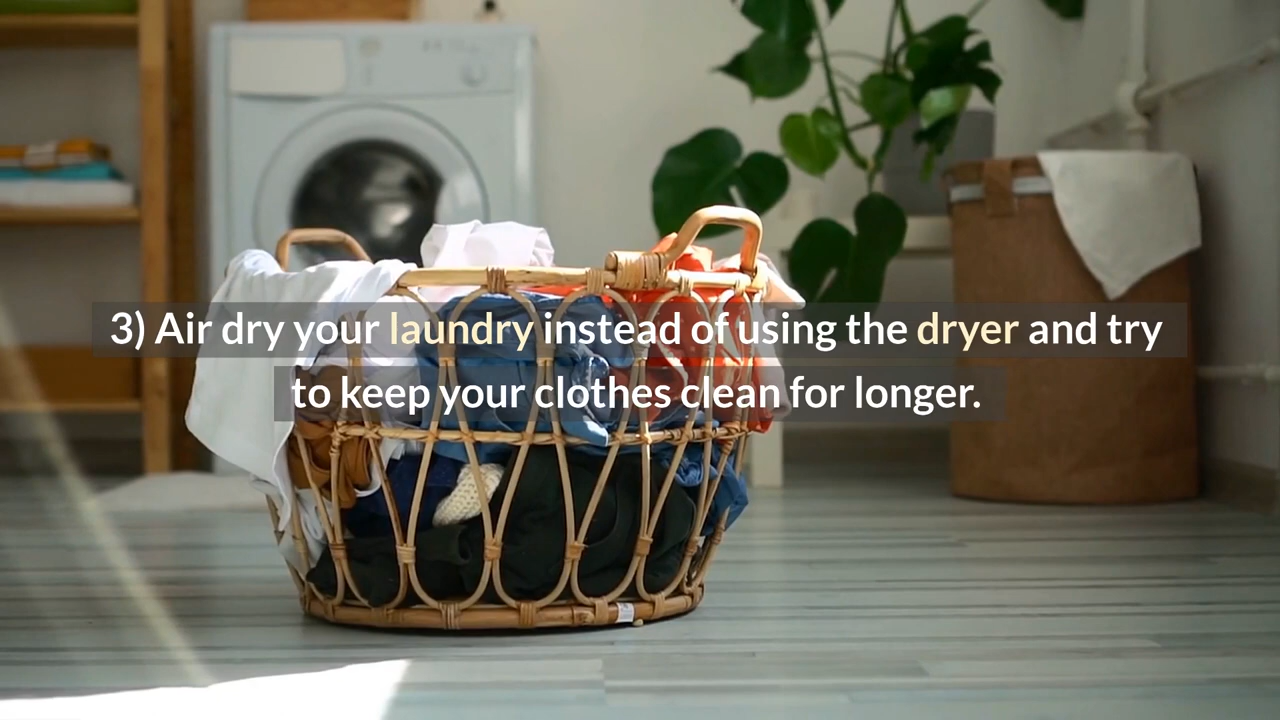 3) Air dry your laundry instead of using the dryer and try
to keep your clothes clean for longer.